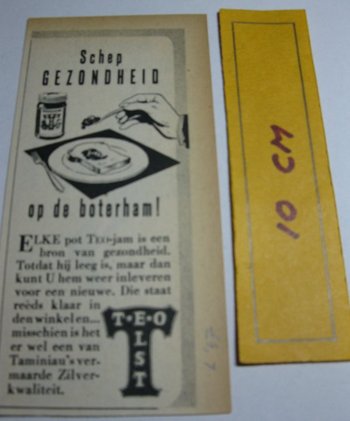 Schep
GEZONDHEID
op de boterham!
ELKE pot TEO-jam is een
bron van gezondheid.
Totdat hij leeg is, maar dan
kunt U hem weer inleveren
voor een nieuwe. Die staat
reëds klaar in
den winkel en...
misschien is het
er wel een van
Taminiau's ver-
maarde Zilver-
kwaliteit.
T·E·O
ELST
10 CM